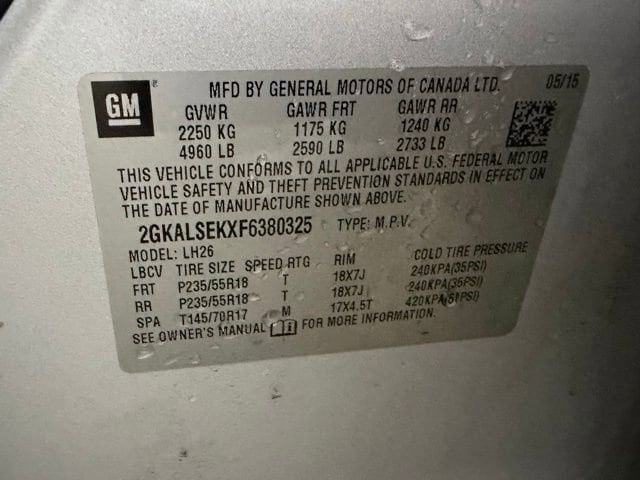 GM
MFD BY GENERAL MOTORS OF CANADA LTD. 05/15
GVWR GAWR FRT GAWR RR
2250 KG 1175 KG 1240 KG
4960 LB 2590 LB 2733 LB
THIS VEHICLE CONFORMS TO ALL APPLICABLE U.S. FEDERAL MOTOR
VEHICLE SAFETY AND THEFT PREVENTION STANDARDS IN EFFECT ON
THE DATE OF MANUFACTURE SHOWN ABOVE.
2GKALSEKXF6380325 TYPE: M.P.V.
MODEL: LH26
LBCV TIRE SIZE SPEED RTG RIM COLD TIRE PRESSURE
FRT P235/55R18 T 18X7J 240KPA(35PSI)
RR P235/55R18 T 18X7J 240KPA(35PSI)
SPA T145/70R17 M 17X4.5T 420KPA(61PSI)
SEE OWNER'S MANUAL FOR MORE INFORMATION.